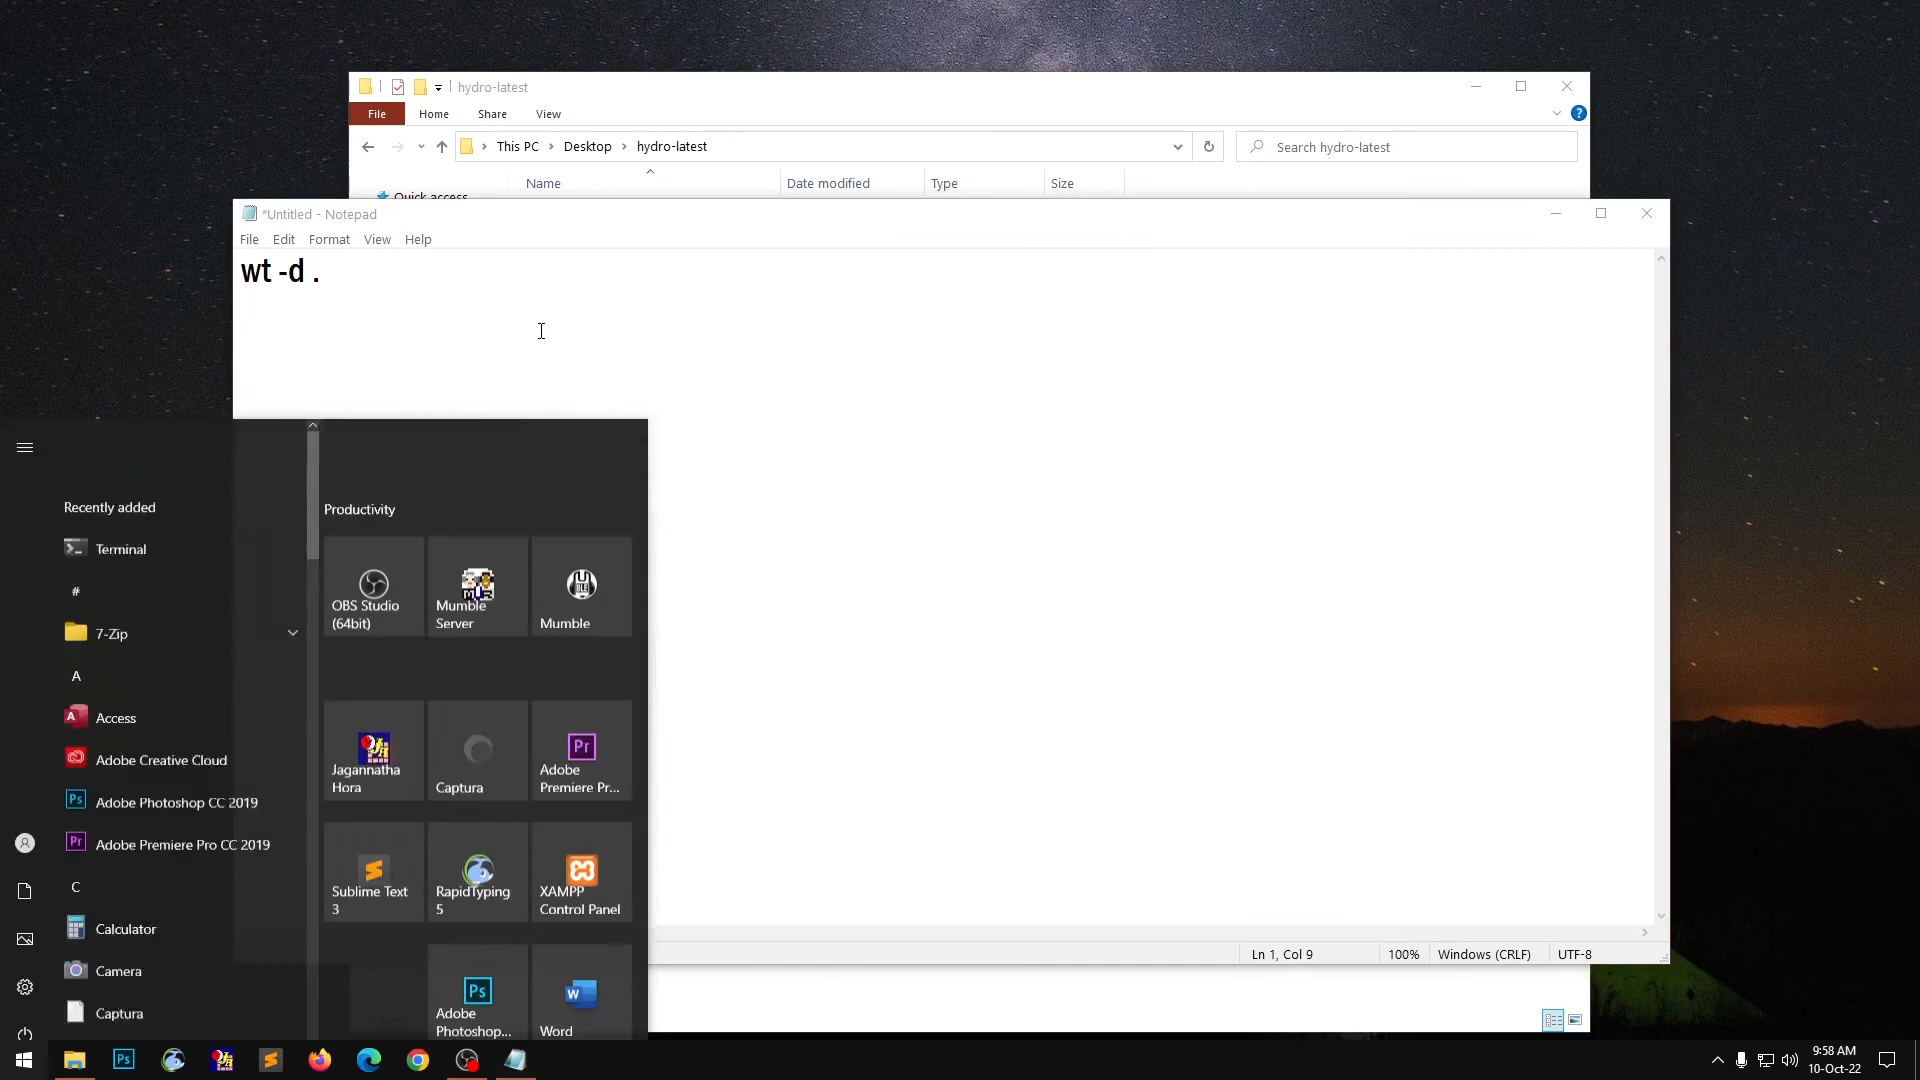 hydro-latest
File Home Share View
This PC Desktop hydro-latest
Search hydro-latest
Name Date modified Type Size
Quick access
*Untitled - Notepad
File Edit Format View Help
wt -d .
Recently added
Terminal
#
7-Zip
A
Access
Adobe Creative Cloud
Adobe Photoshop CC 2019
Adobe Premiere Pro CC 2019
C
Calculator
Camera
Captura
Productivity
OBS Studio (64bit)
Mumble Server
Mumble
Jagannatha Hora
Captura
Adobe Premiere Pr...
Sublime Text 3
RapidTyping 5
XAMPP Control Panel
Adobe Photoshop...
Word
Ln 1, Col 9
100%
Windows (CRLF)
UTF-8
9:58 AM
10-Oct-22